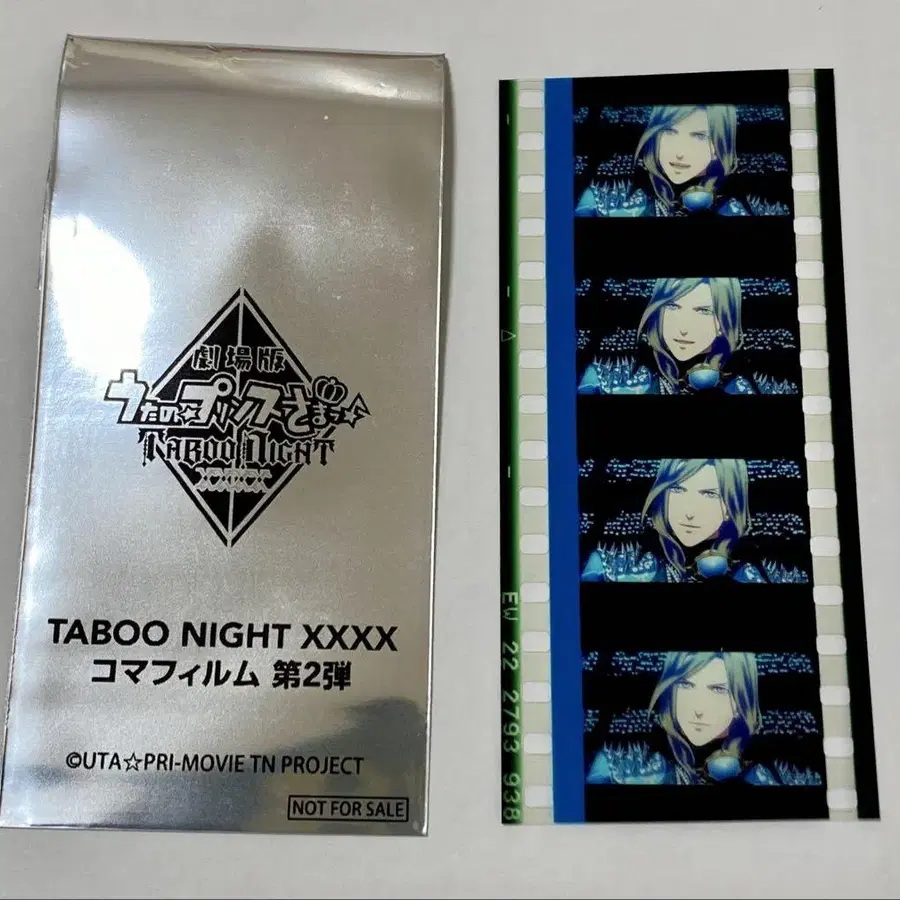 劇場版
うたの☆プリンスさまっ♪
TABOO NIGHT
XXXX
TABOO NIGHT XXXX
コマフィルム 第2弾
©UTA☆PRI-MOVIE TN PROJECT
NOT FOR SALE
EW 22 2793 938